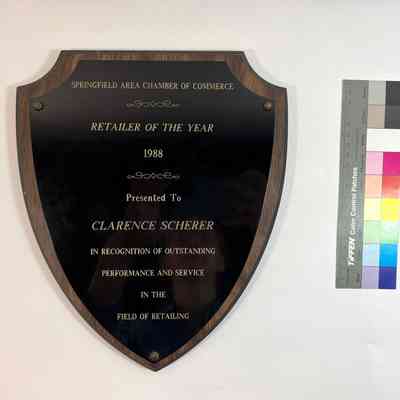 SPRINGFIELD AREA CHAMBER OF COMMERCE
RETAILER OF THE YEAR
1988
Presented To
CLARENCE SCHERER
IN RECOGNITION OF OUTSTANDING
PERFORMANCE AND SERVICE
IN THE
FIELD OF RETAILING
TIFFEN Color Control Patches